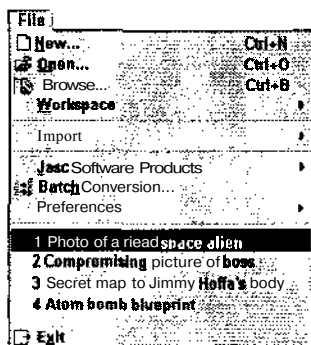 File
New... Ctrl+N
Open... Ctrl+O
Browse... Ctrl+B
Workspace
Import
Jasc Software Products
Batch Conversion...
Preferences
1 Photo of a riead space alien
2 Compromising picture of boss
3 Secret map to Jimmy Hoffa's body
4 Atom bomb blueprint
Exit